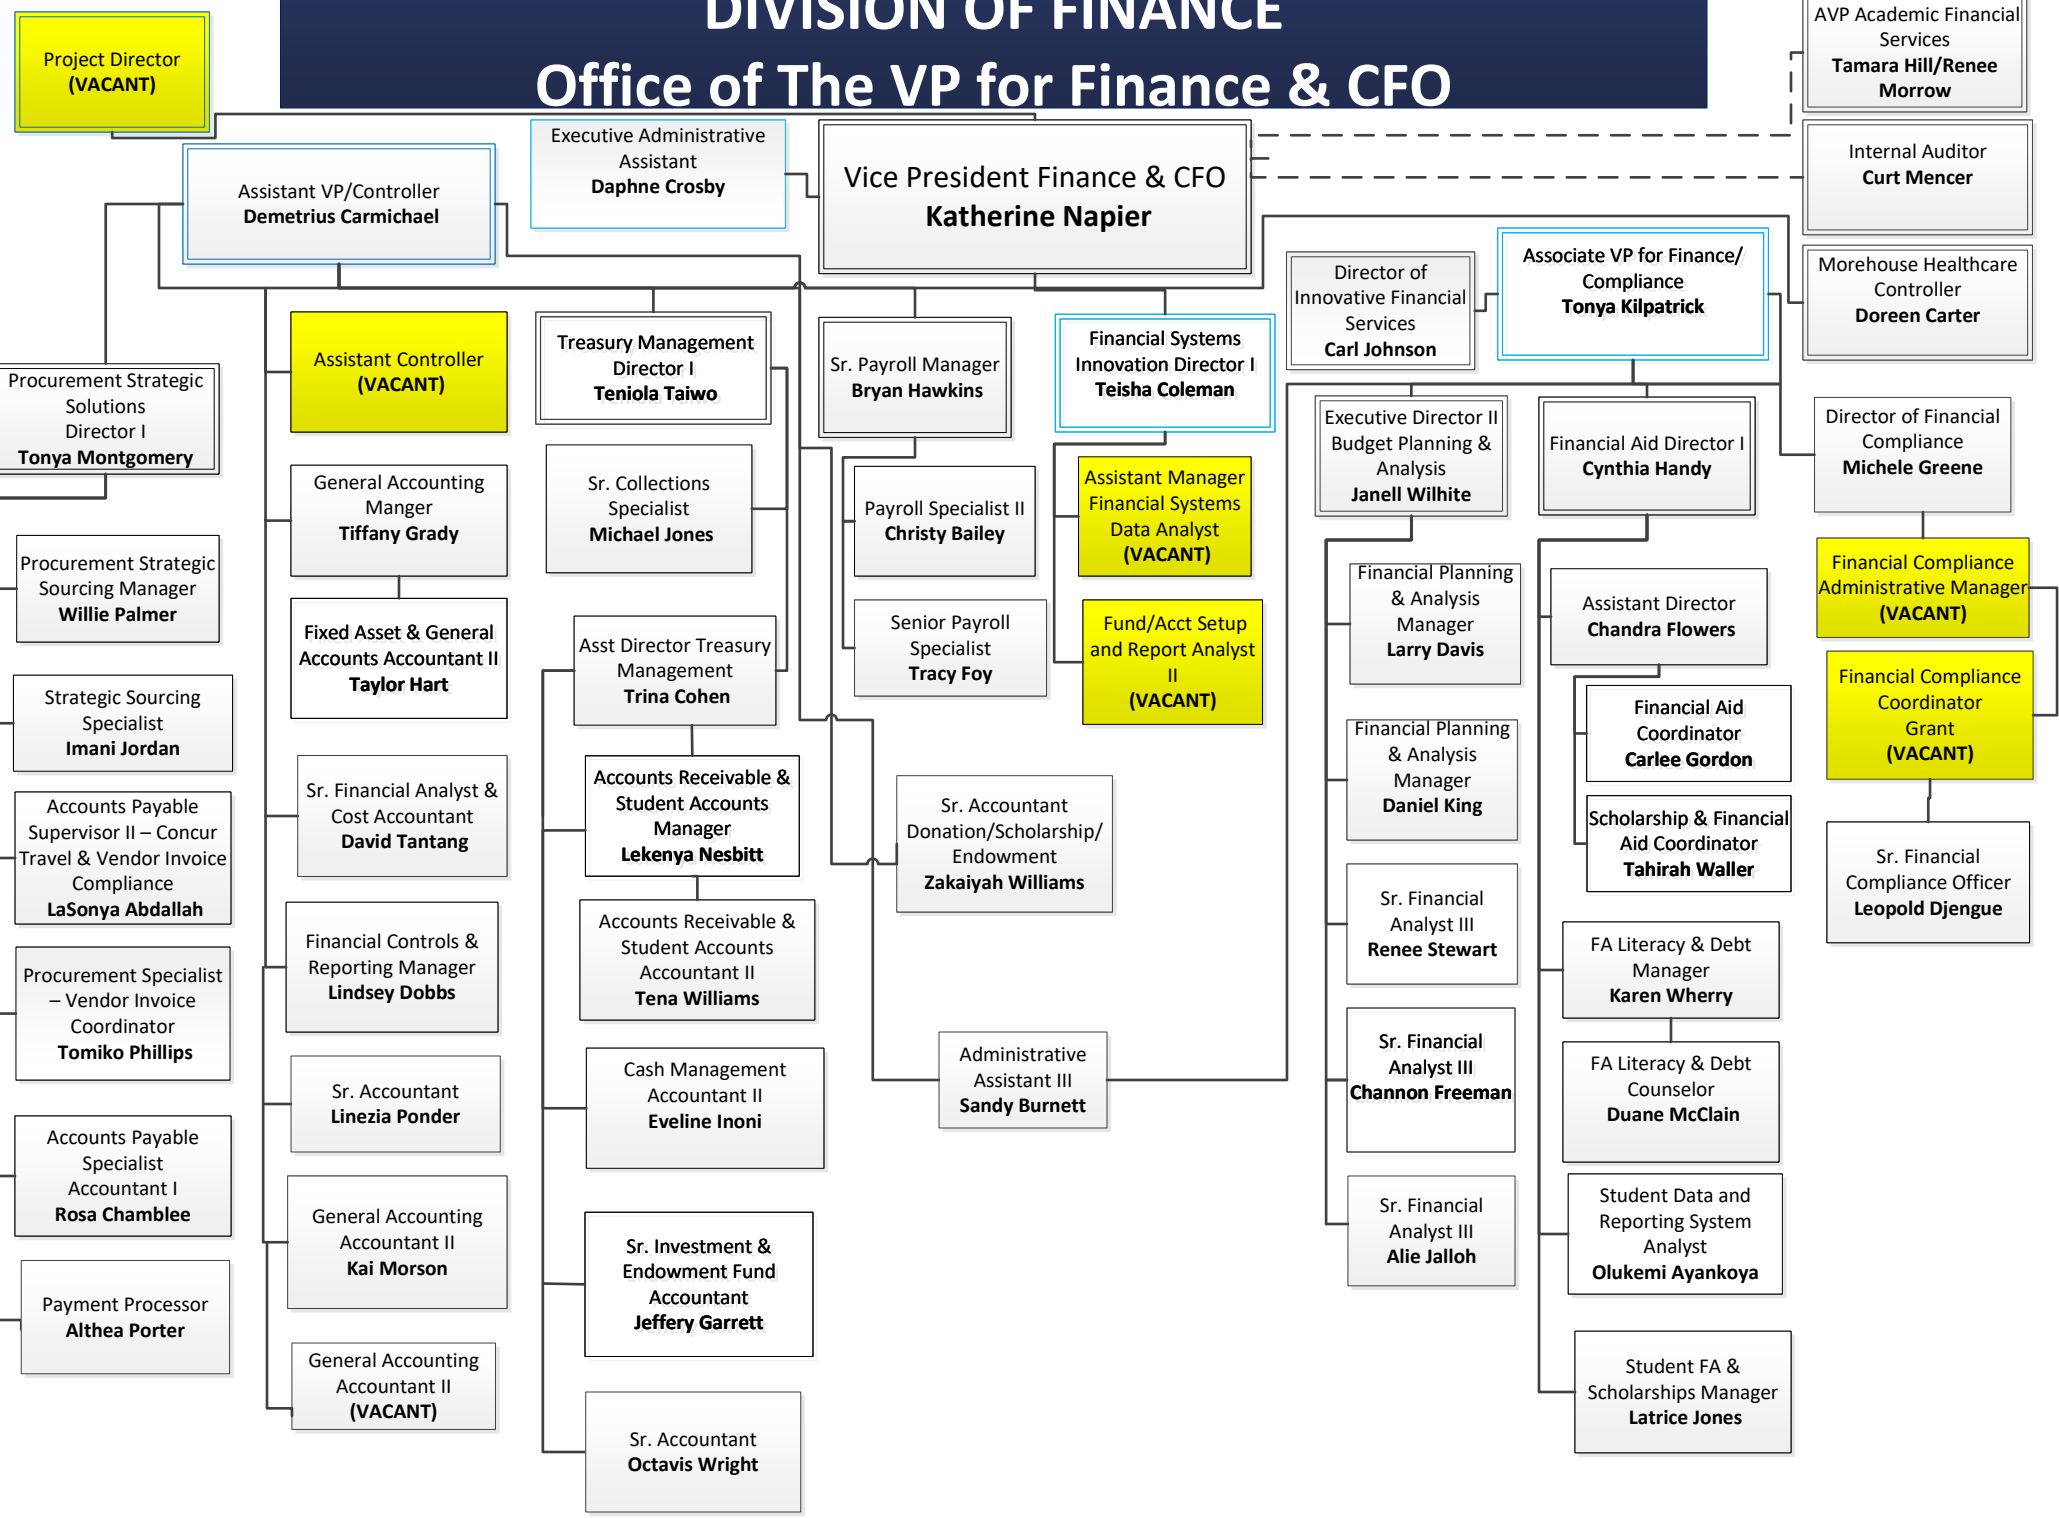 DIVISION OF FINANCE
Office of The VP for Finance & CFO
Project Director
(VACANT)
AVP Academic Financial
Services
Tamara Hill/Renee
Morrow
Executive Administrative
Assistant
Daphne Crosby
Vice President Finance & CFO
Katherine Napier
Internal Auditor
Curt Mencer
Assistant VP/Controller
Demetrius Carmichael
Director of
Innovative Financial
Services
Carl Johnson
Associate VP for Finance/
Compliance
Tonya Kilpatrick
Morehouse Healthcare
Controller
Doreen Carter
Procurement Strategic
Solutions
Director I
Tonya Montgomery
Assistant Controller
(VACANT)
Treasury Management
Director I
Teniola Taiwo
Sr. Payroll Manager
Bryan Hawkins
Financial Systems
Innovation Director I
Teisha Coleman
Executive Director II
Budget Planning &
Analysis
Janell Wilhite
Financial Aid Director I
Cynthia Handy
Director of Financial
Compliance
Michele Greene
General Accounting
Manger
Tiffany Grady
Sr. Collections
Specialist
Michael Jones
Payroll Specialist II
Christy Bailey
Assistant Manager
Financial Systems
Data Analyst
(VACANT)
Procurement Strategic
Sourcing Manager
Willie Palmer
Fixed Asset & General
Accounts Accountant II
Taylor Hart
Asst Director Treasury
Management
Trina Cohen
Senior Payroll
Specialist
Tracy Foy
Fund/Acct Setup
and Report Analyst
II
(VACANT)
Financial Planning
& Analysis
Manager
Larry Davis
Assistant Director
Chandra Flowers
Financial Compliance
Administrative Manager
(VACANT)
Strategic Sourcing
Specialist
Imani Jordan
Financial Planning
& Analysis
Manager
Daniel King
Financial Aid
Coordinator
Carlee Gordon
Financial Compliance
Coordinator
Grant
(VACANT)
Accounts Payable
Supervisor II – Concur
Travel & Vendor Invoice
Compliance
LaSonya Abdallah
Sr. Financial Analyst &
Cost Accountant
David Tantang
Accounts Receivable &
Student Accounts
Manager
Lekenya Nesbitt
Sr. Accountant
Donation/Scholarship/
Endowment
Zakaiyah Williams
Scholarship & Financial
Aid Coordinator
Tahirah Waller
Sr. Financial
Compliance Officer
Leopold Djengue
Procurement Specialist
– Vendor Invoice
Coordinator
Tomiko Phillips
Financial Controls &
Reporting Manager
Lindsey Dobbs
Accounts Receivable &
Student Accounts
Accountant II
Tena Williams
Sr. Financial
Analyst III
Renee Stewart
FA Literacy & Debt
Manager
Karen Wherry
Sr. Accountant
Linezia Ponder
Cash Management
Accountant II
Eveline Inoni
Administrative
Assistant III
Sandy Burnett
Sr. Financial
Analyst III
Channon Freeman
FA Literacy & Debt
Counselor
Duane McClain
Accounts Payable
Specialist
Accountant I
Rosa Chamblee
General Accounting
Accountant II
Kai Morson
Sr. Investment &
Endowment Fund
Accountant
Jeffery Garrett
Sr. Financial
Analyst III
Alie Jalloh
Student Data and
Reporting System
Analyst
Olukemi Ayankoya
Payment Processor
Althea Porter
General Accounting
Accountant II
(VACANT)
Sr. Accountant
Octavis Wright
Student FA &
Scholarships Manager
Latrice Jones